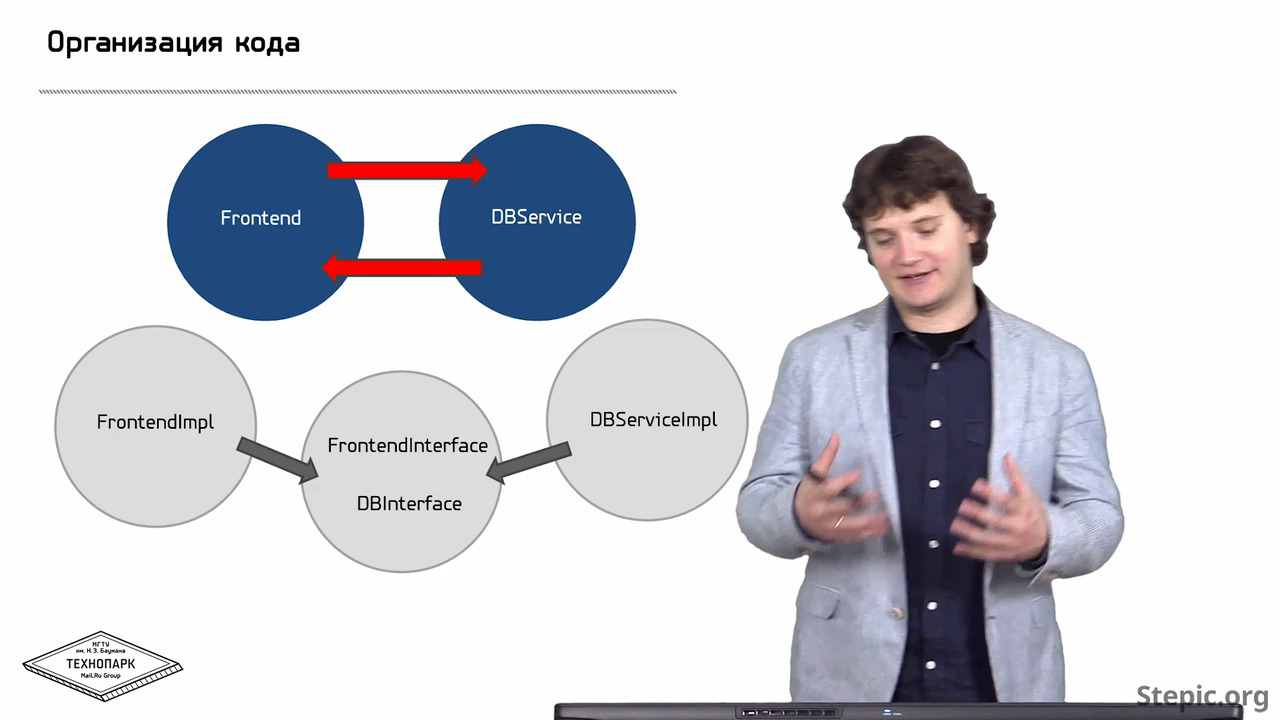 Организация кода
Frontend
DBService
FrontendImpl
FrontendInterface
DBInterface
DBServiceImpl
МГТУ
им. Н.Э. Баумана
ТЕХНОПАРК
Mail.Ru Group
Stepic.org